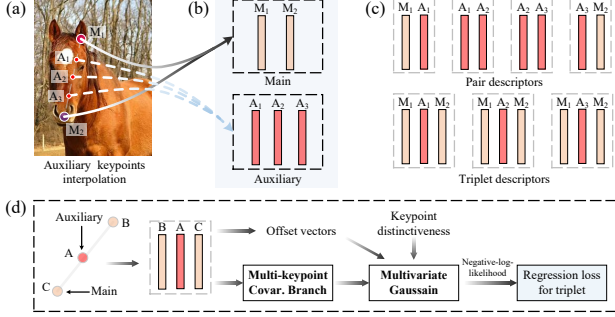 (a)
M₁
A₁
A₂
A₃
M₂
Auxiliary keypoints
interpolation
(b)
M₁ M₂
Main
A₁ A₂ A₃
Auxiliary
(c)
M₁ A₁ A₁ A₂ A₂ A₃ A₃ M₂
Pair descriptors
M₁ A₁ M₂ M₁ A₂ M₂ M₁ A₃ M₂
Triplet descriptors
(d)
Auxiliary
B
A
C
Main
B A C
Offset vectors
Keypoint
distinctiveness
Multi-keypoint
Covar. Branch
Multivariate
Gaussain
Negative-log-
likelihood
Regression loss
for triplet